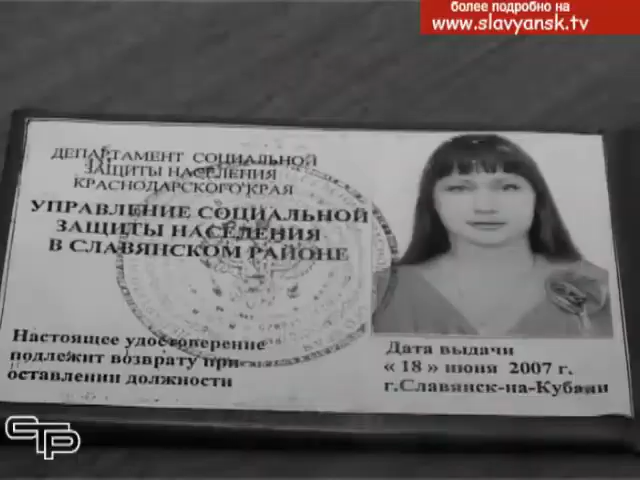 более подробно на
www.slavyansk.tv
ДЕПАРТАМЕНТ СОЦИАЛЬНОЙ
ЗАЩИТЫ НАСЕЛЕНИЯ
КРАСНОДАРСКОГО КРАЯ
УПРАВЛЕНИЕ СОЦИАЛЬНОЙ
ЗАЩИТЫ НАСЕЛЕНИЯ
В СЛАВЯНСКОМ РАЙОНЕ
Настоящее удостоверение
подлежит возврату при
оставлении должности
Дата выдачи
« 18 » июня 2007 г.
г.Славянск-на-Кубани
СТР